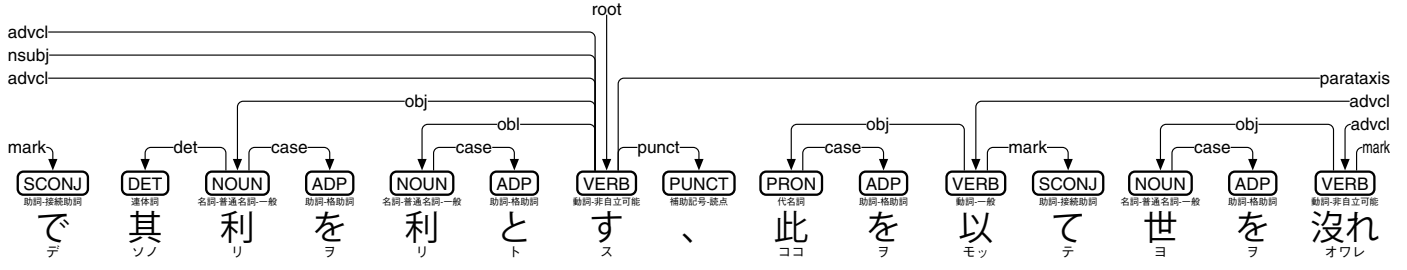 root
advcl
nsubj
advcl parataxis
obj advcl
obl obj obj advcl
mark det case case punct case mark case mark
SCONJ DET NOUN ADP NOUN ADP VERB PUNCT PRON ADP VERB SCONJ NOUN ADP VERB
助詞-接続助詞 連体詞 名詞-普通名詞-一般 助詞-格助詞 名詞-普通名詞-一般 助詞-格助詞 動詞-非自立可能 補助記号-読点 代名詞 助詞-格助詞 動詞-一般 助詞-接続助詞 名詞-普通名詞-一般 助詞-格助詞 動詞-非自立可能
で 其 利 を 利 と す 、 此 を 以 て 世 を 沒れ
デ ソノ リ ヲ リ ト ス ココ ヲ モッ テ ヨ ヲ オワレ